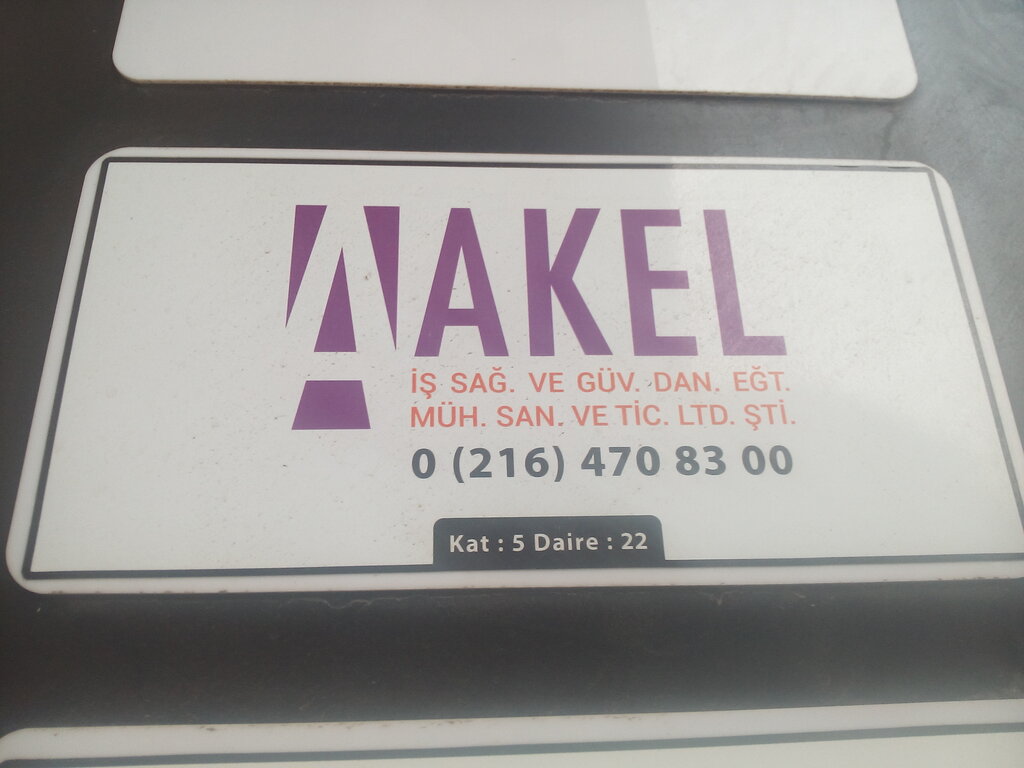 AKEL
İŞ SAĞ. VE GÜV. DAN. EĞT.
MÜH. SAN. VE TİC. LTD. ŞTİ.
0 (216) 470 83 00
Kat : 5 Daire : 22